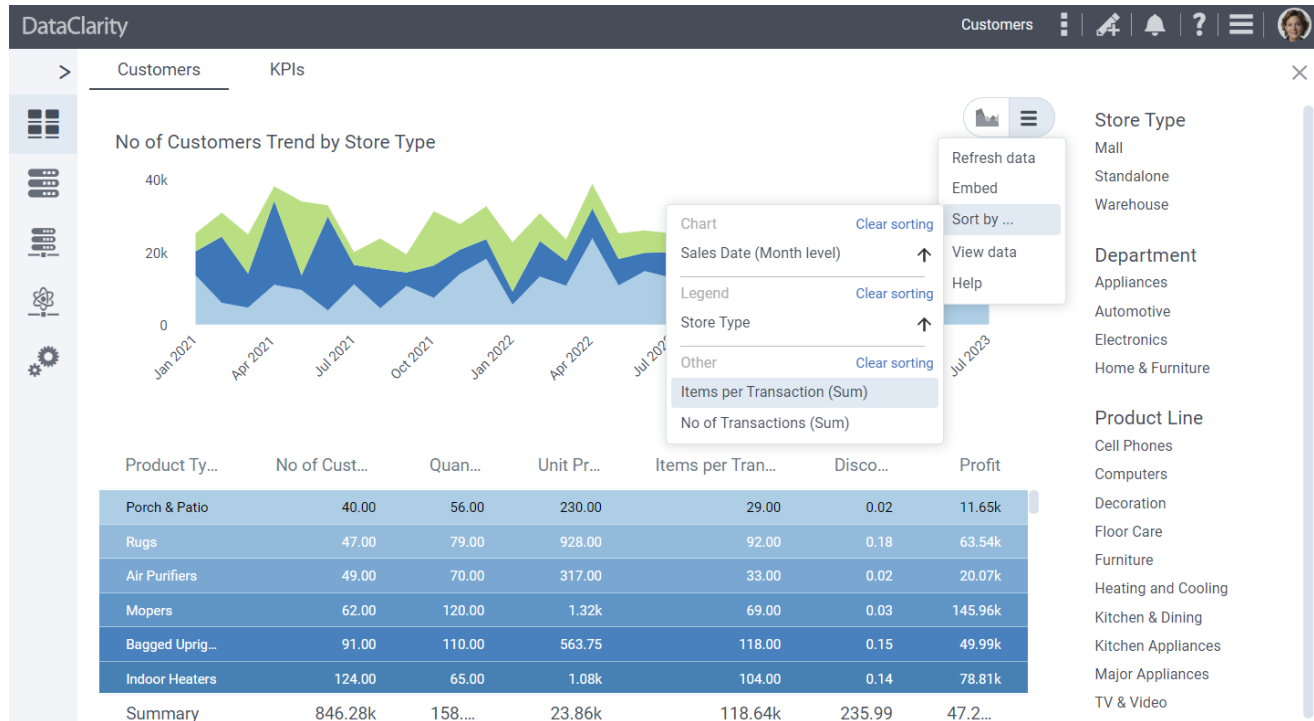 DataClarity
Customers
?
>
Customers
KPIs
No of Customers Trend by Store Type
40k
20k
0
Jan 2021
Apr 2021
Jul 2021
Oct 2021
Jan 2022
Apr 2022
Jul 2023
Refresh data
Embed
Sort by ...
View data
Help
Chart Clear sorting
Sales Date (Month level)
Legend Clear sorting
Store Type
Other Clear sorting
Items per Transaction (Sum)
No of Transactions (Sum)
Product Ty... No of Cust... Quan... Unit Pr... Items per Tran... Disco... Profit
Porch & Patio 40.00 56.00 230.00 29.00 0.02 11.65k
Rugs 47.00 79.00 928.00 92.00 0.18 63.54k
Air Purifiers 49.00 70.00 317.00 33.00 0.02 20.07k
Mopers 62.00 120.00 1.32k 69.00 0.03 145.96k
Bagged Uprig... 91.00 110.00 563.75 118.00 0.15 49.99k
Indoor Heaters 124.00 65.00 1.08k 104.00 0.14 78.81k
Summary 846.28k 158.... 23.86k 118.64k 235.99 47.2...
Store Type
Mall
Standalone
Warehouse
Department
Appliances
Automotive
Electronics
Home & Furniture
Product Line
Cell Phones
Computers
Decoration
Floor Care
Furniture
Heating and Cooling
Kitchen & Dining
Kitchen Appliances
Major Appliances
TV & Video